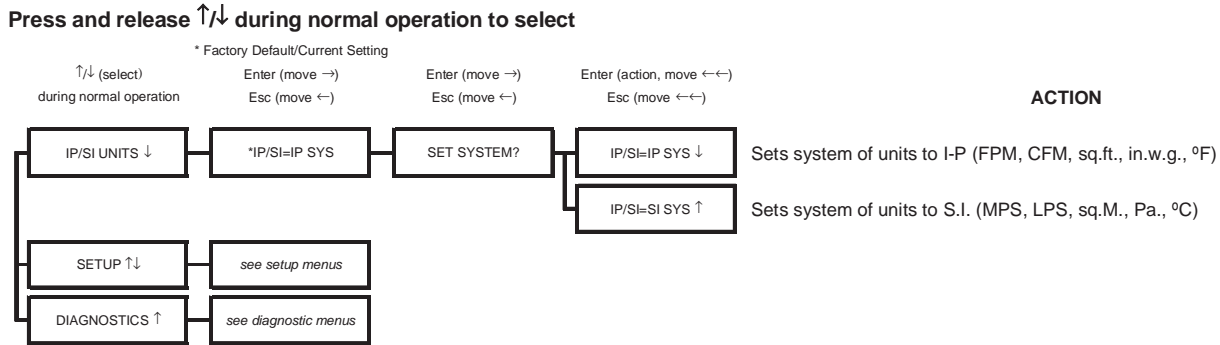 Press and release ↑/↓ during normal operation to select
* Factory Default/Current Setting
↑/↓ (select) Enter (move →) Enter (move →) Enter (action, move ←←)
during normal operation Esc (move ←) Esc (move ←) Esc (move ←←) ACTION
IP/SI UNITS ↓ *IP/SI=IP SYS SET SYSTEM? IP/SI=IP SYS ↓ Sets system of units to I-P (FPM, CFM, sq.ft., in.w.g., ºF)
IP/SI=SI SYS ↑ Sets system of units to S.I. (MPS, LPS, sq.M., Pa., ºC)
SETUP ↑↓ see setup menus
DIAGNOSTICS ↑ see diagnostic menus